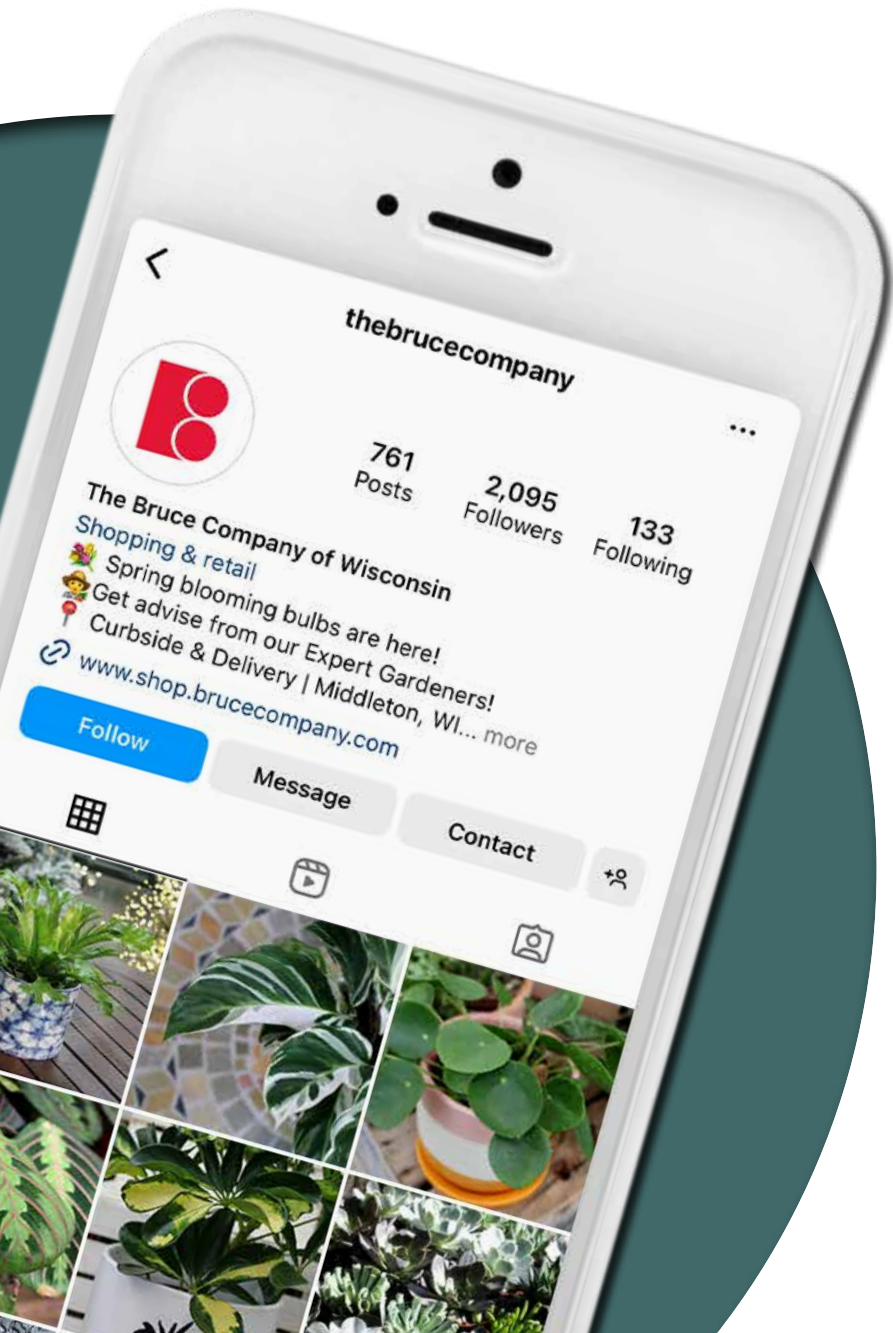 thebrucecompany
761
Posts
2,095
Followers
133
Following
The Bruce Company of Wisconsin
Shopping & retail
Spring blooming bulbs are here!
Get advise from our Expert Gardeners!
Curbside & Delivery | Middleton, WI... more
www.shop.brucecompany.com
Follow
Message
Contact